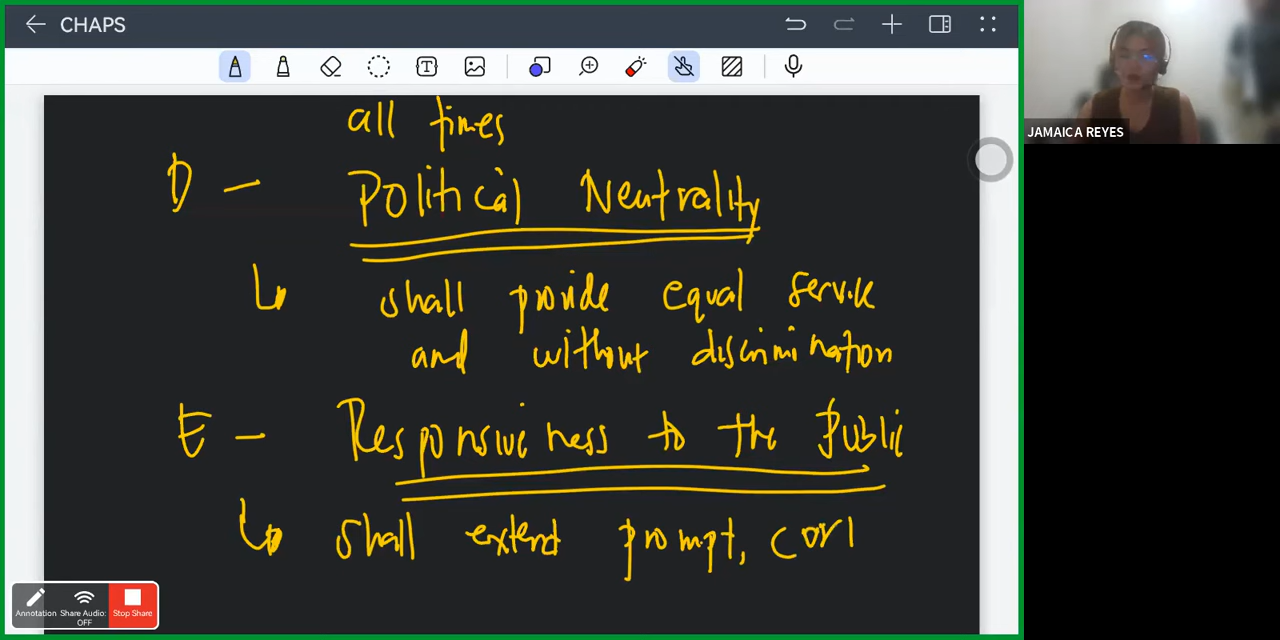 CHAPS
all times
D - Political Neutrality
↳ shall provide equal service
and without discrimination
E - Responsiveness to the Public
↳ shall extend prompt, cour
JAMAICA REYES
Annotation
Share Audio: OFF
Stop Share